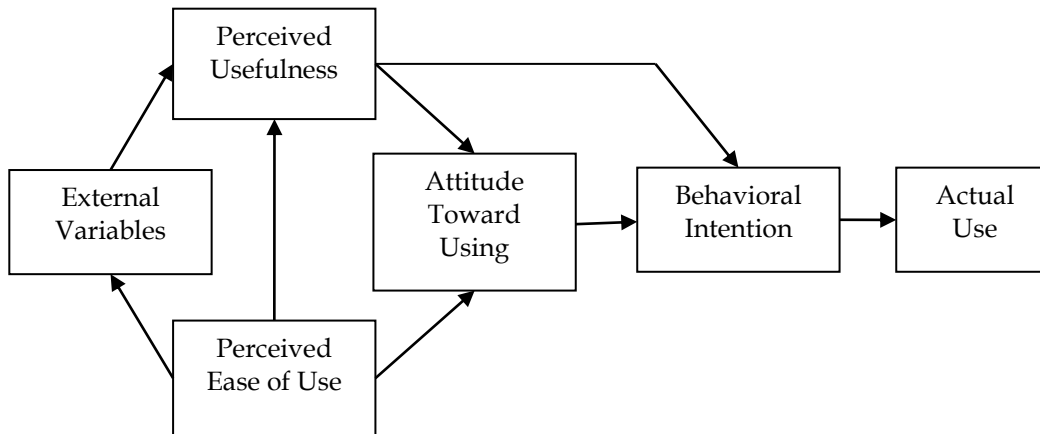 Perceived
Usefulness
External
Variables
Attitude
Toward
Using
Behavioral
Intention
Actual
Use
Perceived
Ease of Use